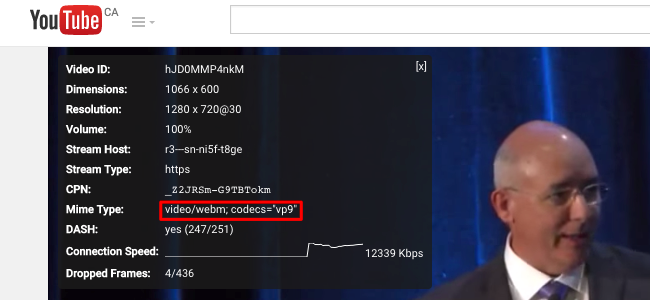 YouTube CA
Video ID: hJD0MMP4nkM [x]
Dimensions: 1066 x 600
Resolution: 1280 x 720@30
Volume: 100%
Stream Host: r3---sn-ni5f-t8ge
Stream Type: https
CPN: _Z2JRSm-G9TBTokm
Mime Type: video/webm; codecs="vp9"
DASH: yes (247/251)
Connection Speed: 12339 Kbps
Dropped Frames: 4/436